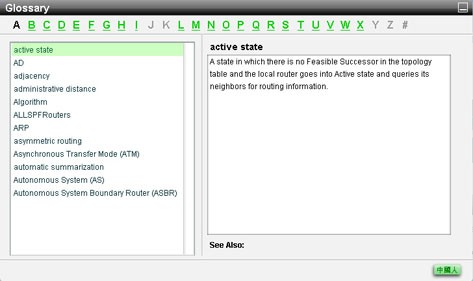 Glossary
A B C D E F G H I J K L M N O P Q R S T U V W X Y Z #
active state
AD
adjacency
administrative distance
Algorithm
ALLSPFRouters
ARP
asymmetric routing
Asynchronous Transfer Mode (ATM)
automatic summarization
Autonomous System (AS)
Autonomous System Boundary Router (ASBR)
active state
A state in which there is no Feasible Successor in the topology
table and the local router goes into Active state and queries its
neighbors for routing information.
See Also:
中國人